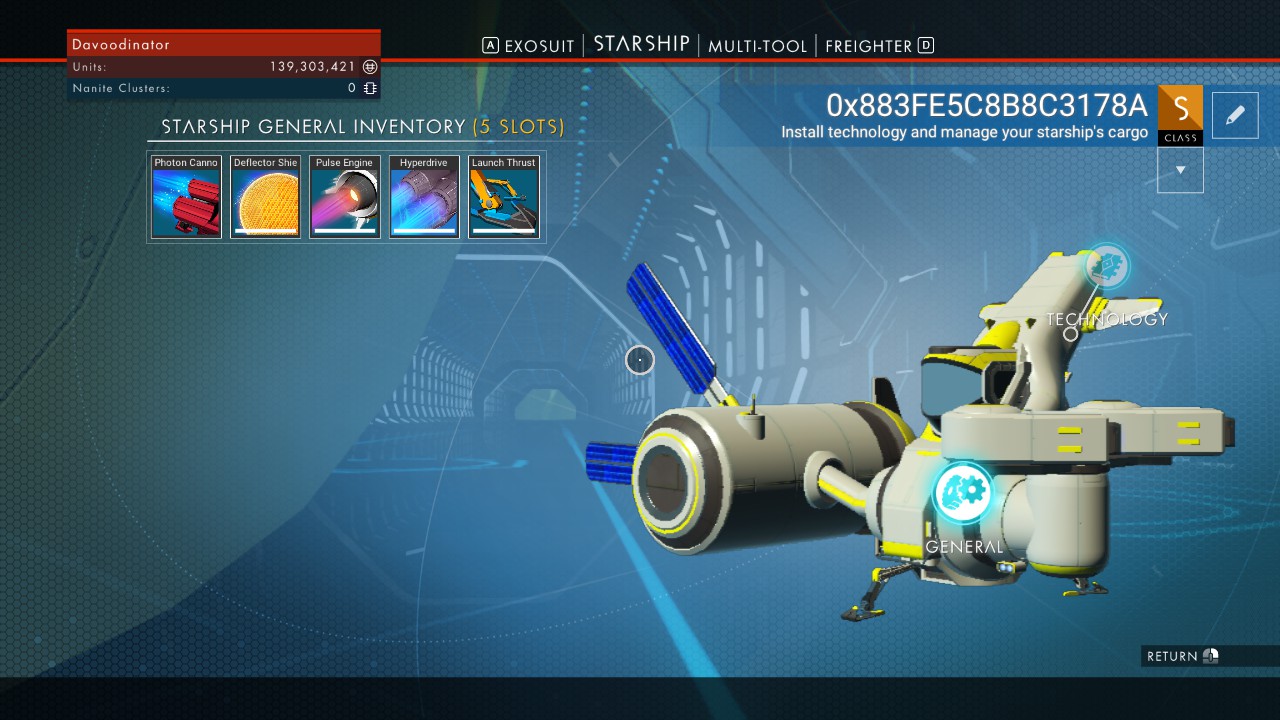 Davoodinator
Units: 139,303,421
Nanite Clusters: 0
A EXOSUIT STARSHIP MULTI-TOOL FREIGHTER D
STARSHIP GENERAL INVENTORY (5 SLOTS)
0x883FE5C8B8C3178A
Install technology and manage your starship's cargo
S
CLASS
Photon Canno Deflector Shie Pulse Engine Hyperdrive Launch Thrust
TECHNOLOGY
GENERAL
RETURN